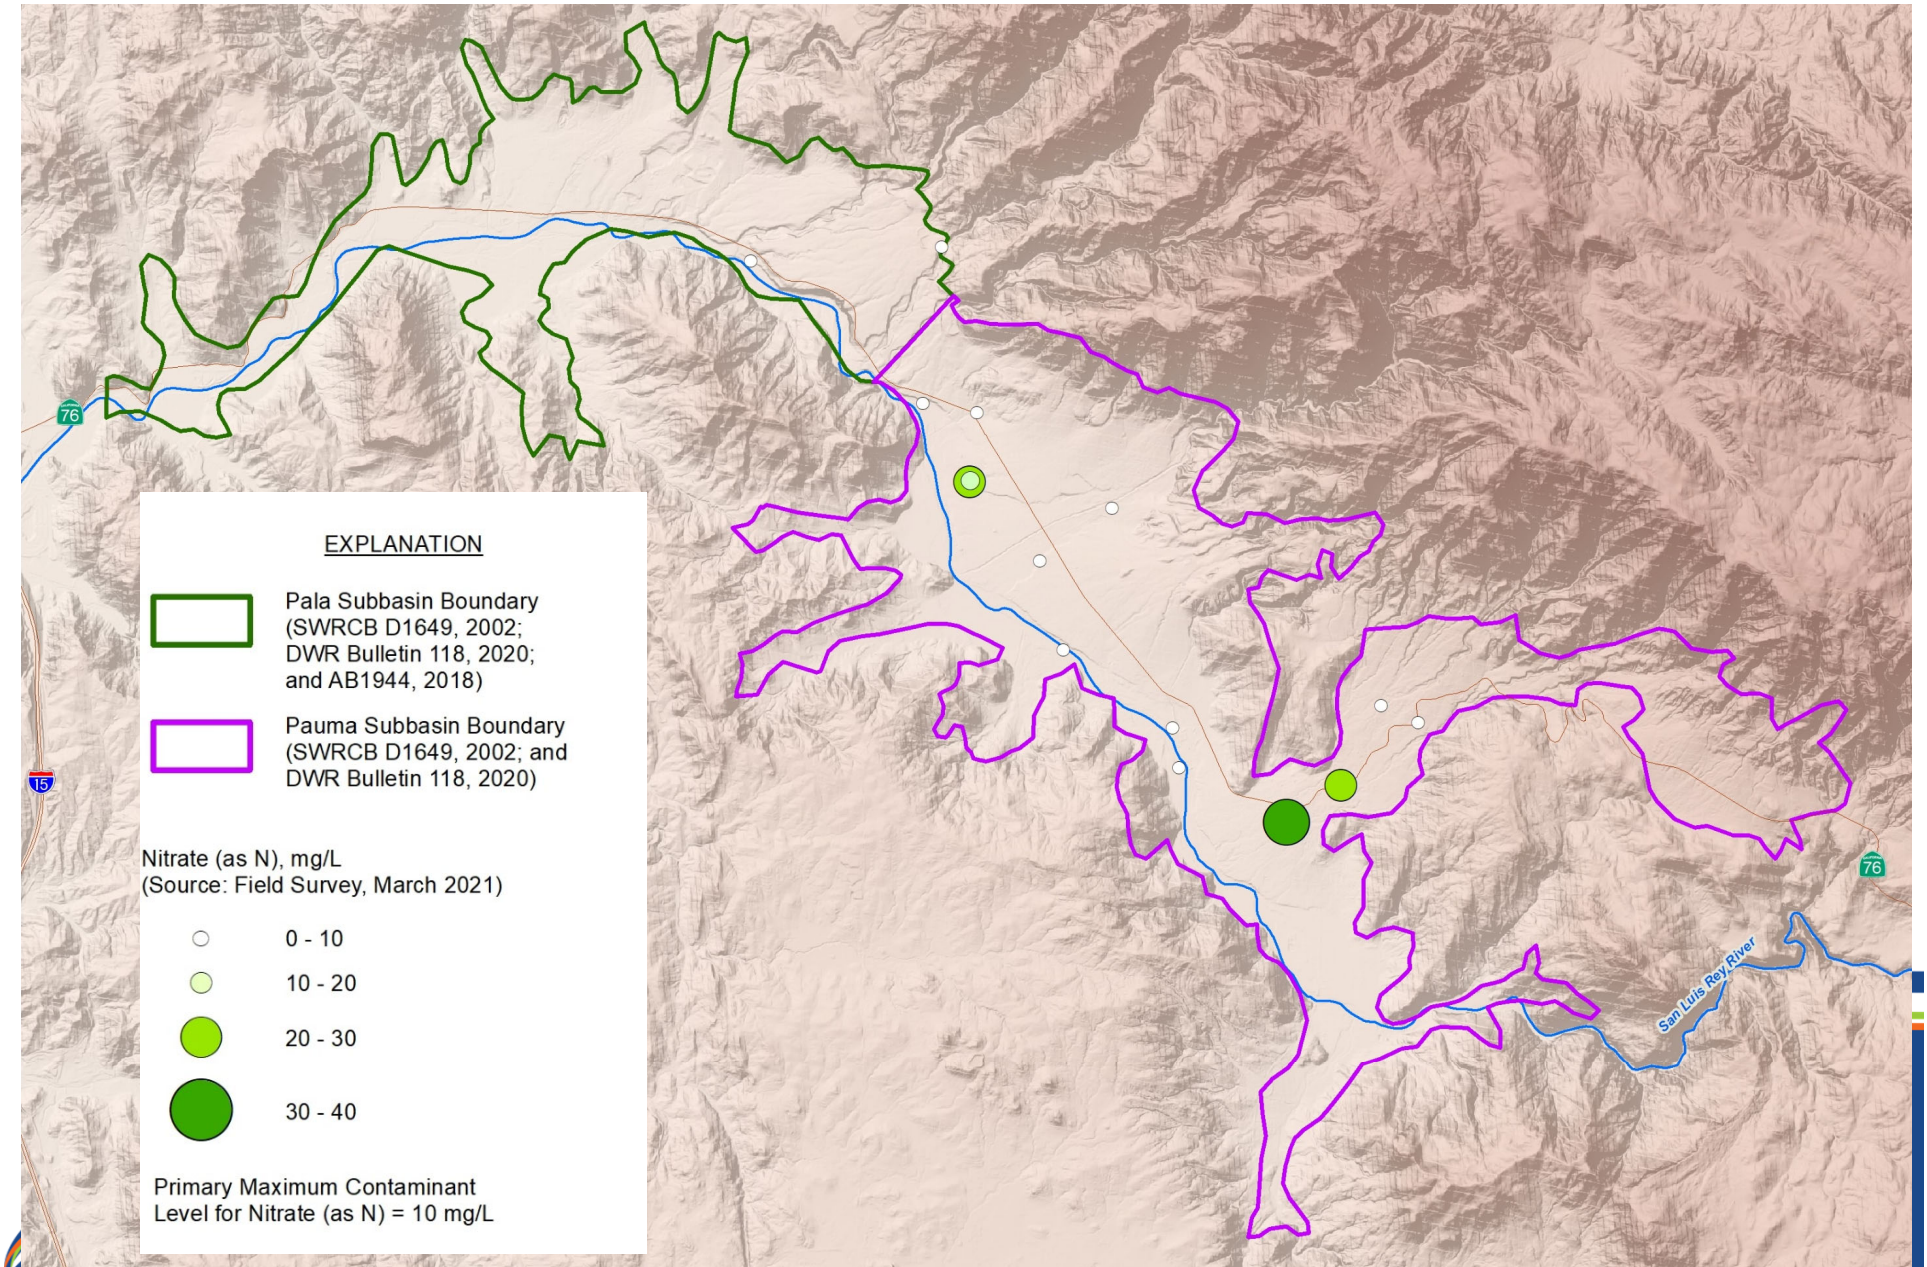 76
EXPLANATION
Pala Subbasin Boundary
(SWRCB D1649, 2002;
DWR Bulletin 118, 2020;
and AB1944, 2018)
Pauma Subbasin Boundary
(SWRCB D1649, 2002; and
DWR Bulletin 118, 2020)
15
Nitrate (as N), mg/L
(Source: Field Survey, March 2021)
0 - 10
10 - 20
20 - 30
30 - 40
Primary Maximum Contaminant
Level for Nitrate (as N) = 10 mg/L
76
San Luis Rey River